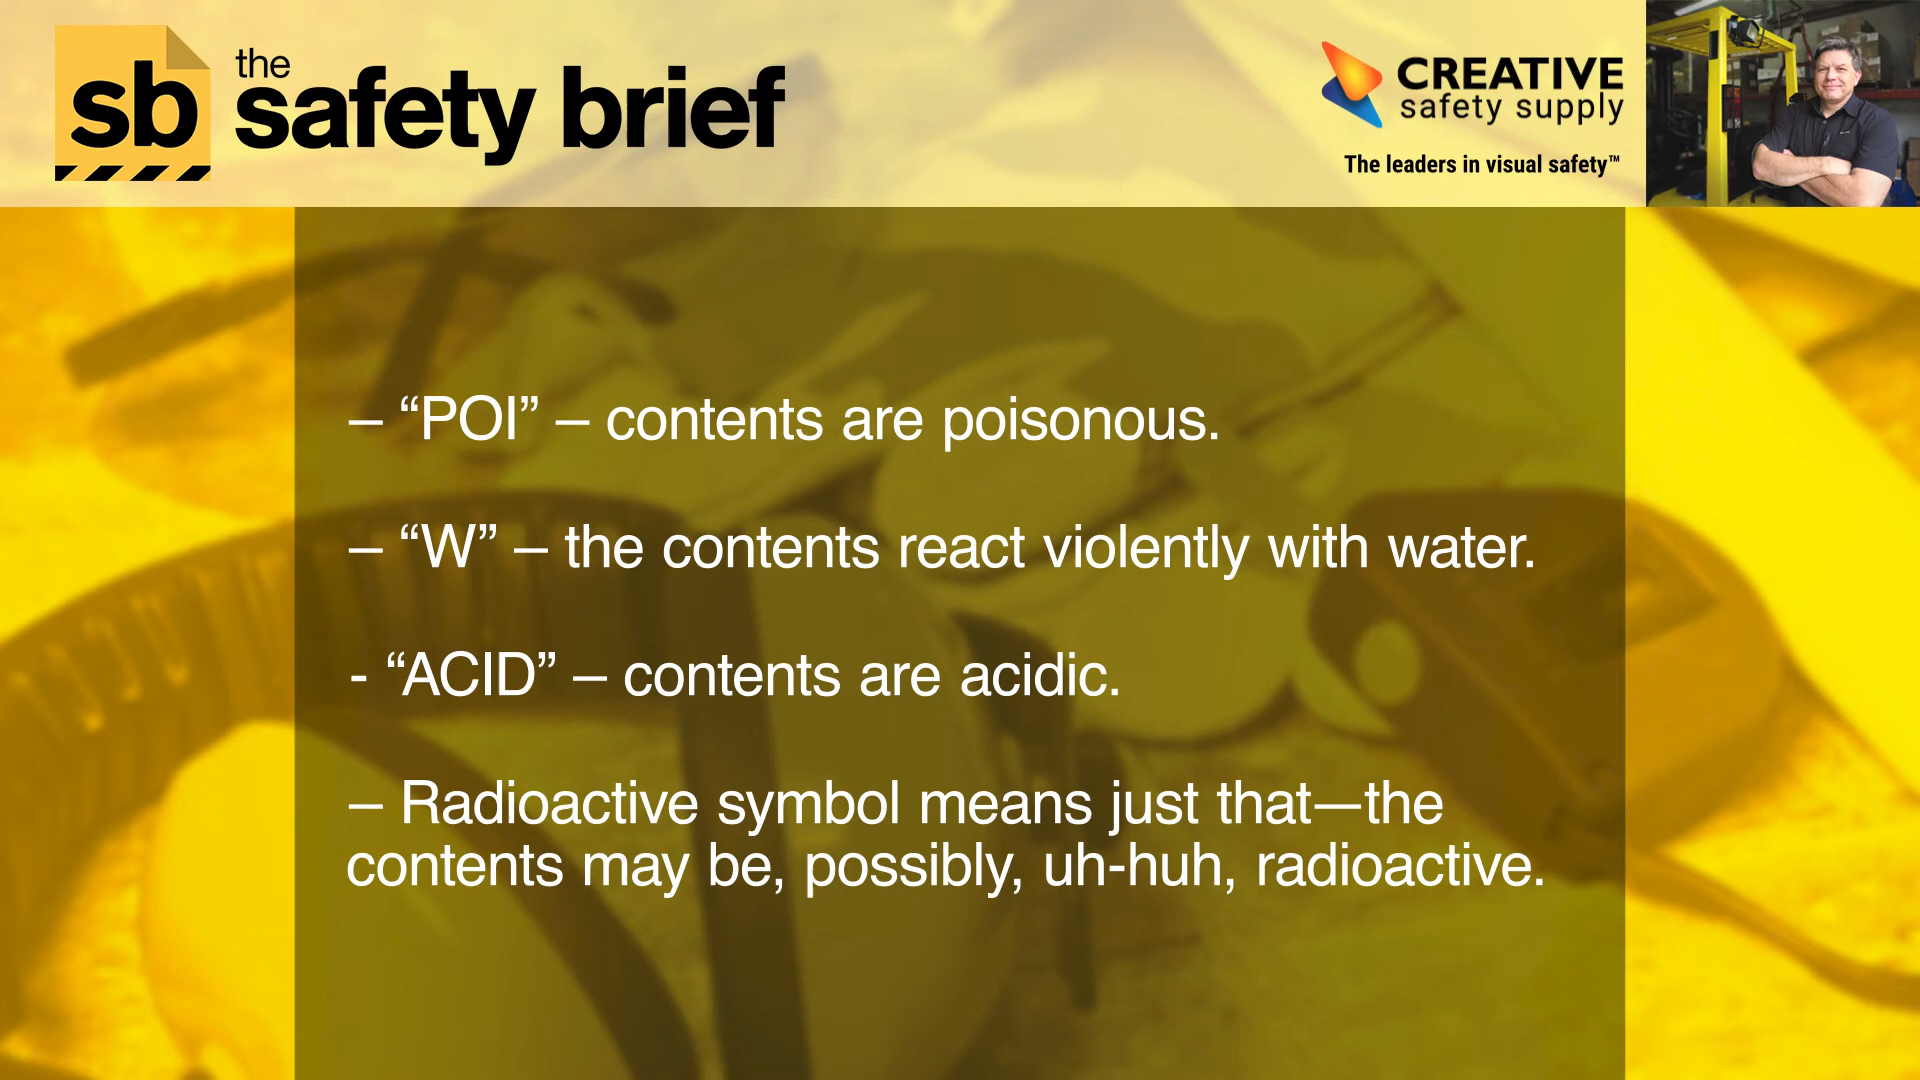 sb
the
safety brief
CREATIVE
safety supply
The leaders in visual safety™
– “POI” – contents are poisonous.
– “W” – the contents react violently with water.
- “ACID” – contents are acidic.
– Radioactive symbol means just that—the
contents may be, possibly, uh-huh, radioactive.